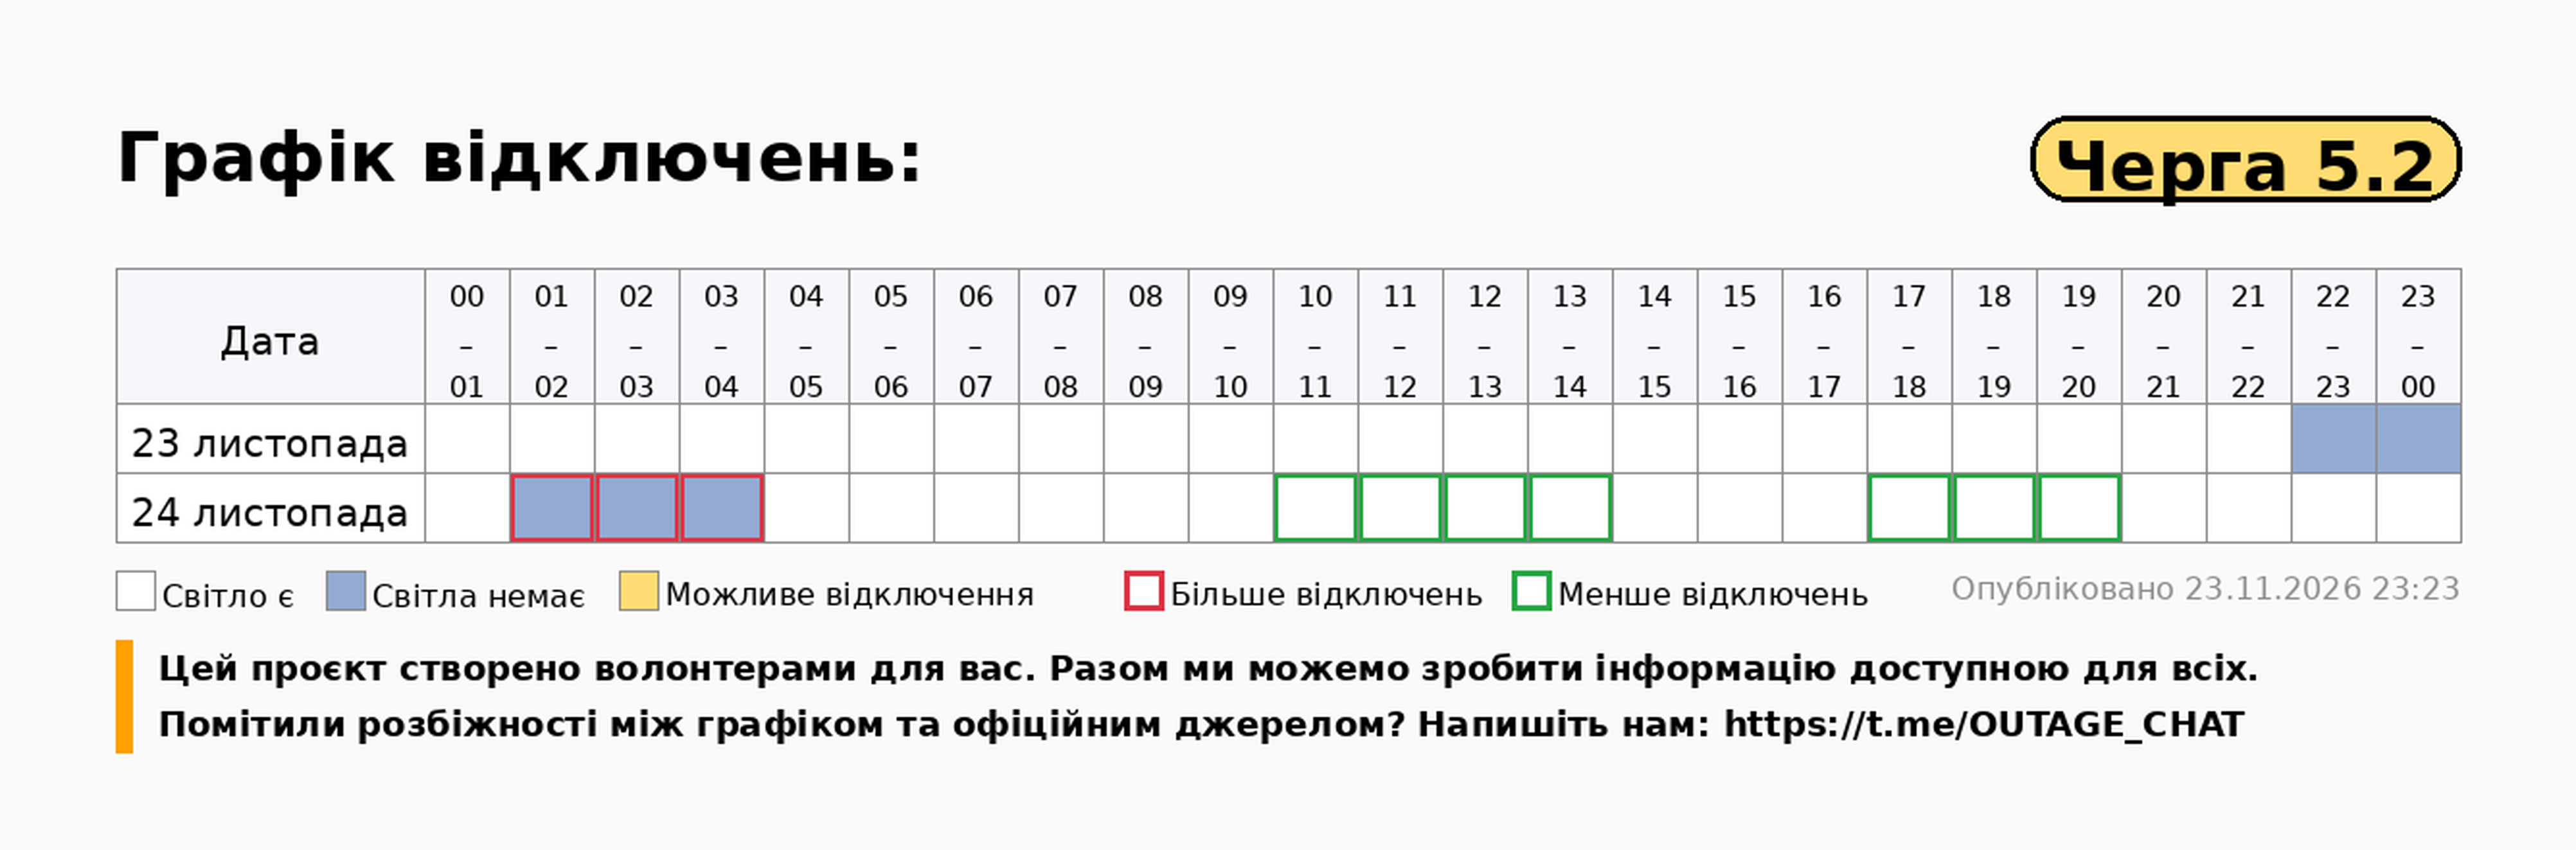 Графік відключень:
Черга 5.2
Дата 00 – 01 01 – 02 02 – 03 03 – 04 04 – 05 05 – 06 06 – 07 07 – 08 08 – 09 09 – 10 10 – 11 11 – 12 12 – 13 13 – 14 14 – 15 15 – 16 16 – 17 17 – 18 18 – 19 19 – 20 20 – 21 21 – 22 22 – 23 23 – 00
23 листопада
24 листопада
Світло є Світла немає Можливе відключення Більше відключень Менше відключень Опубліковано 23.11.2026 23:23
Цей проєкт створено волонтерами для вас. Разом ми можемо зробити інформацію доступною для всіх.
Помітили розбіжності між графіком та офіційним джерелом? Напишіть нам: https://t.me/OUTAGE_CHAT